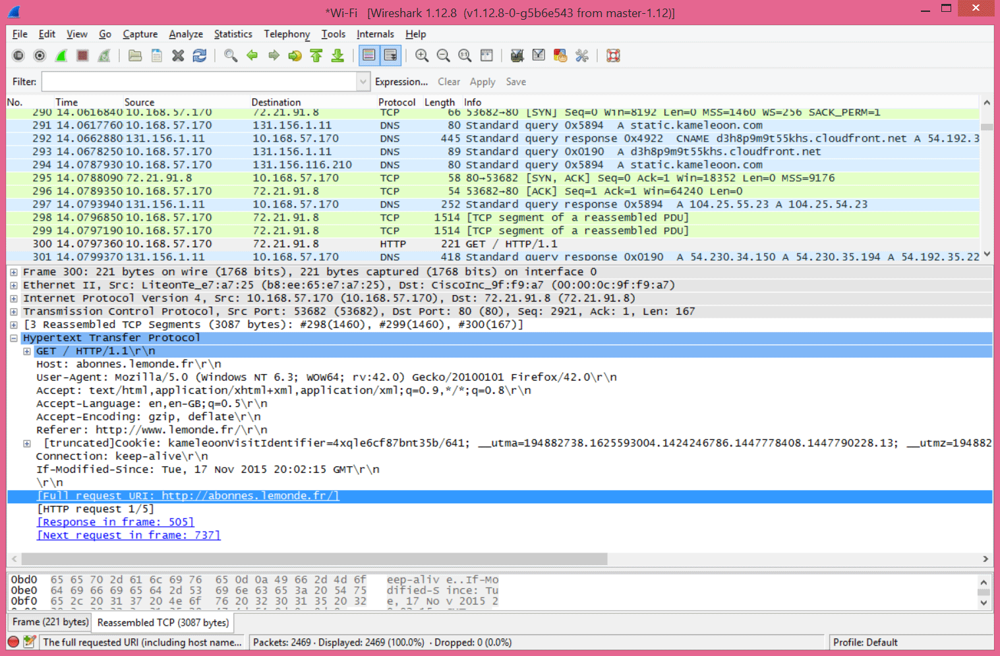 *Wi-Fi [Wireshark 1.12.8 (v1.12.8-0-g5b6e543 from master-1.12)]
File Edit View Go Capture Analyze Statistics Telephony Tools Internals Help
Filter: Expression... Clear Apply Save
No. Time Source Destination Protocol Length Info
290 14.0616840 10.168.57.170 72.21.91.8 TCP 66 53682→80 [SYN] Seq=0 Win=8192 Len=0 MSS=1460 WS=256 SACK_PERM=1
291 14.0617760 10.168.57.170 131.156.1.11 DNS 80 Standard query 0x5894 A static.kameleoon.com
292 14.0662880 131.156.1.11 10.168.57.170 DNS 445 Standard query response 0x4922 CNAME d3h8p9m9t55khs.cloudfront.net A 54.192.3
293 14.0678250 10.168.57.170 131.156.1.11 DNS 89 Standard query 0x0190 A d3h8p9m9t55khs.cloudfront.net
294 14.0787930 10.168.57.170 131.156.116.210 DNS 80 Standard query 0x5894 A static.kameleoon.com
295 14.0788090 72.21.91.8 10.168.57.170 TCP 58 80→53682 [SYN, ACK] Seq=0 Ack=1 Win=18352 Len=0 MSS=9176
296 14.0789350 10.168.57.170 72.21.91.8 TCP 54 53682→80 [ACK] Seq=1 Ack=1 Win=64240 Len=0
297 14.0793940 131.156.1.11 10.168.57.170 DNS 252 Standard query response 0x5894 A 104.25.55.23 A 104.25.54.23
298 14.0796850 10.168.57.170 72.21.91.8 TCP 1514 [TCP segment of a reassembled PDU]
299 14.0797190 10.168.57.170 72.21.91.8 TCP 1514 [TCP segment of a reassembled PDU]
300 14.0797360 10.168.57.170 72.21.91.8 HTTP 221 GET / HTTP/1.1
301 14.0799370 131.156.1.11 10.168.57.170 DNS 418 Standard query response 0x0190 A 54.230.34.150 A 54.230.35.194 A 54.192.35.22
Frame 300: 221 bytes on wire (1768 bits), 221 bytes captured (1768 bits) on interface 0
Ethernet II, Src: LiteonTe_e7:a7:25 (b8:ee:65:e7:a7:25), Dst: CiscoInc_9f:f9:a7 (00:00:0c:9f:f9:a7)
Internet Protocol Version 4, Src: 10.168.57.170 (10.168.57.170), Dst: 72.21.91.8 (72.21.91.8)
Transmission Control Protocol, Src Port: 53682 (53682), Dst Port: 80 (80), Seq: 2921, Ack: 1, Len: 167
[3 Reassembled TCP Segments (3087 bytes): #298(1460), #299(1460), #300(167)]
Hypertext Transfer Protocol
GET / HTTP/1.1\r\n
Host: abonnes.lemonde.fr\r\n
User-Agent: Mozilla/5.0 (Windows NT 6.3; WOW64; rv:42.0) Gecko/20100101 Firefox/42.0\r\n
Accept: text/html,application/xhtml+xml,application/xml;q=0.9,*/*;q=0.8\r\n
Accept-Language: en,en-GB;q=0.5\r\n
Accept-Encoding: gzip, deflate\r\n
Referer: http://www.lemonde.fr/\r\n
[truncated]Cookie: kameleoonVisitIdentifier=4xqle6cf87bnt35b/641; __utma=194882738.1625593004.1424246786.1447778408.1447790228.13; __utmz=194882
Connection: keep-alive\r\n
If-Modified-Since: Tue, 17 Nov 2015 20:02:15 GMT\r\n
\r\n
[Full request URI: http://abonnes.lemonde.fr/]
[HTTP request 1/5]
[Response in frame: 505]
[Next request in frame: 737]
0bd0 65 65 70 2d 61 6c 69 76 65 0d 0a 49 66 2d 4d 6f eep-aliv e..If-Mo
0be0 64 69 66 69 65 64 2d 53 69 6e 63 65 3a 20 54 75 dified-S ince: Tu
0bf0 65 2c 20 31 37 20 4e 6f 76 20 32 30 31 35 20 32 e, 17 No v 2015 2
Frame (221 bytes) Reassembled TCP (3087 bytes)
The full requested URI (including host name... Packets: 2469 · Displayed: 2469 (100.0%) · Dropped: 0 (0.0%) Profile: Default